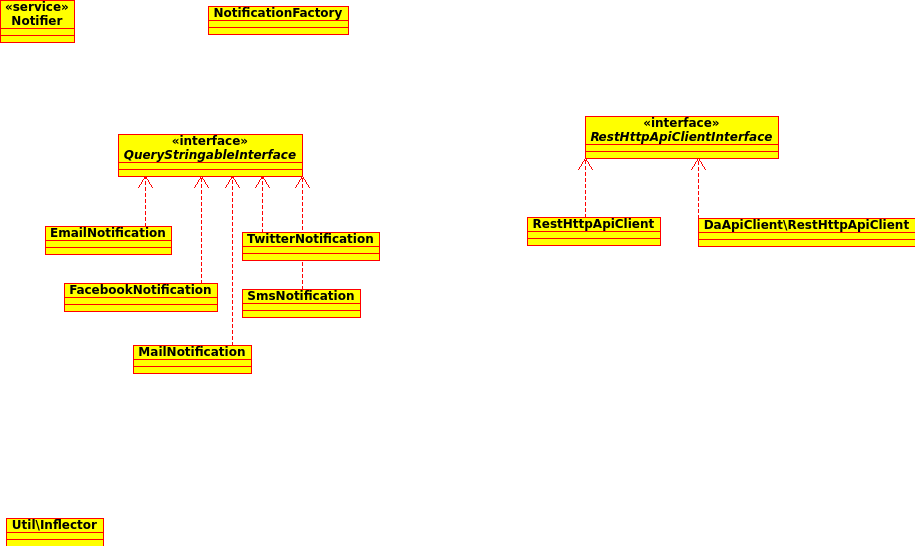 «service»
Notifier
NotificationFactory
«interface»
QueryStringableInterface
«interface»
RestHttpApiClientInterface
EmailNotification
TwitterNotification
FacebookNotification
SmsNotification
MailNotification
RestHttpApiClient
DaApiClient\RestHttpApiClient
Util\Inflector